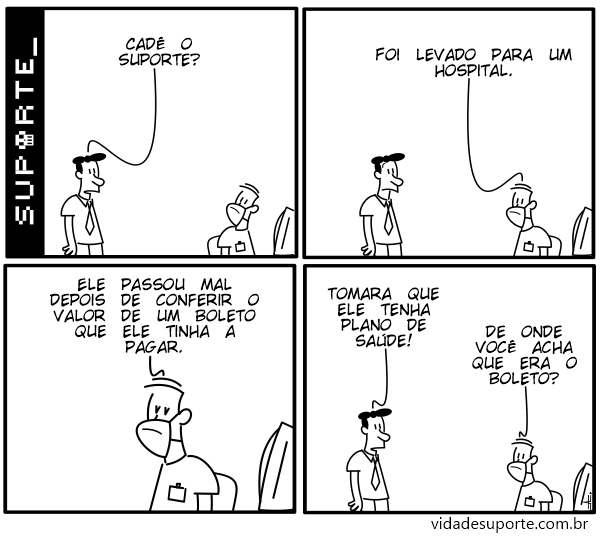 SUPORTE_
CADÊ O
SUPORTE?
FOI LEVADO PARA UM
HOSPITAL.
ELE PASSOU MAL
DEPOIS DE CONFERIR O
VALOR DE UM BOLETO
QUE ELE TINHA A
PAGAR.
TOMARA QUE
ELE TENHA
PLANO DE
SAÚDE!
DE ONDE
VOCÊ ACHA
QUE ERA O
BOLETO?
vidadesuporte.com.br